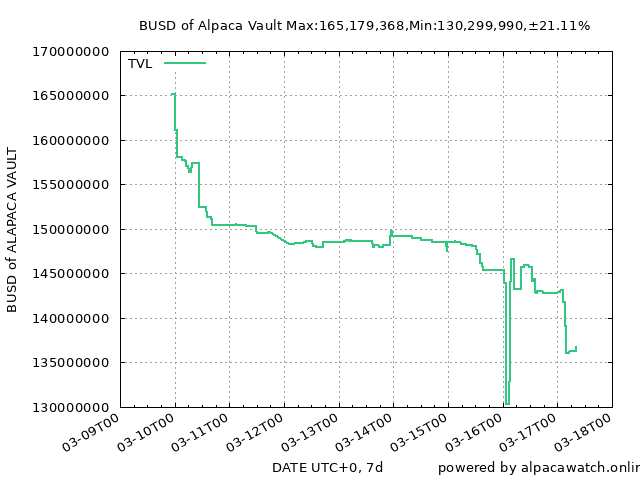 BUSD of Alpaca Vault Max:165,179,368,Min:130,299,990,±21.11%
170000000
TVL
165000000
160000000
155000000
150000000
145000000
140000000
135000000
130000000
BUSD of ALAPACA VAULT
03-09T00
03-10T00
03-11T00
03-12T00
03-13T00
03-14T00
03-15T00
03-16T00
03-17T00
03-18T00
DATE UTC+0, 7d
powered by alpacawatch.onlin